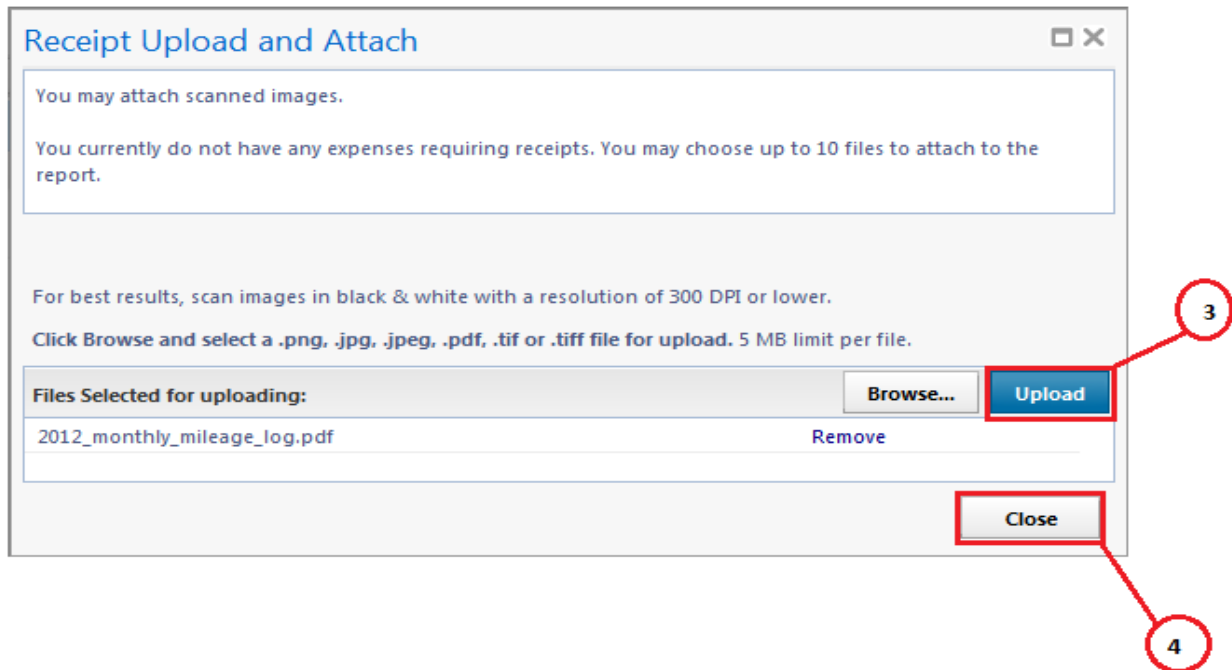 Receipt Upload and Attach
You may attach scanned images.
You currently do not have any expenses requiring receipts. You may choose up to 10 files to attach to the
report.
For best results, scan images in black & white with a resolution of 300 DPI or lower.
3
Click Browse and select a .png, .jpg, .jpeg, .pdf, .tif or .tiff file for upload. 5 MB limit per file.
Files Selected for uploading: Browse... Upload
2012_monthly_mileage_log.pdf Remove
Close
4